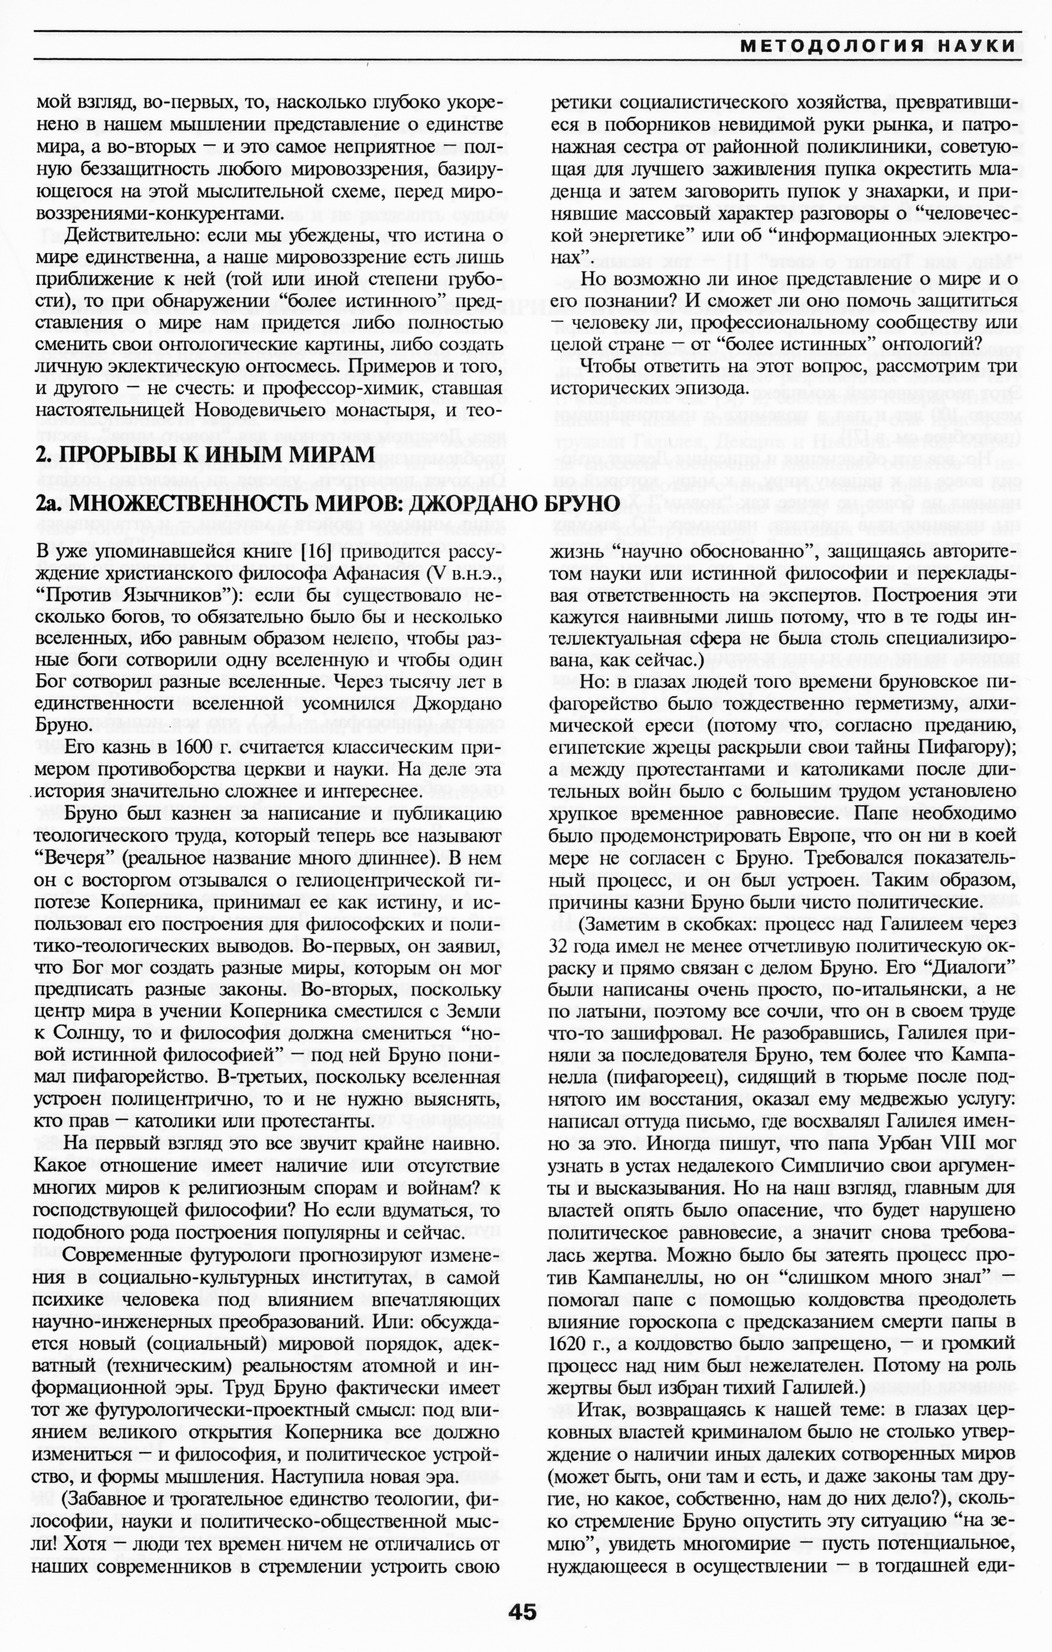 МЕТОДОЛОГИЯ НАУКИ
мой взгляд, во-первых, то, насколько глубоко укоре-
нено в нашем мышлении представление о единстве
мира, а во-вторых — и это самое неприятное — пол-
ную беззащитность любого мировоззрения, базиру-
ющегося на этой мыслительной схеме, перед миро-
воззрениями-конкурентами.
Действительно: если мы убеждены, что истина о
мире единственна, а наше мировоззрение есть лишь
приближение к ней (той или иной степени грубо-
сти), то при обнаружении “более истинного” пред-
ставления о мире нам придется либо полностью
сменить свои онтологические картины, либо создать
личную эклектическую онтосмесь. Примеров и того,
и другого — не счесть: и профессор-химик, ставшая
настоятельницей Новодевичьего монастыря, и тео-
ретики социалистического хозяйства, превративши-
еся в поборников невидимой руки рынка, и патро-
нажная сестра от районной поликлиники, советую-
щая для лучшего заживления пупка окрестить мла-
денца и затем заговорить пупок у знахарки, и при-
нявшие массовый характер разговоры о “человечес-
кой энергетике” или об “информационных электро-
нах”.
Но возможно ли иное представление о мире и о
его познании? И сможет ли оно помочь защититься
— человеку ли, профессиональному сообществу или
целой стране — от “более истинных” онтологий?
Чтобы ответить на этот вопрос, рассмотрим три
исторических эпизода.
2. ПРОРЫВЫ К ИНЫМ МИРАМ
2а. МНОЖЕСТВЕННОСТЬ МИРОВ: ДЖОРДАНО БРУНО
В уже упоминавшейся книге [16] приводится рассу-
ждение христианского философа Афанасия (V в.н.э.,
“Против Язычников”): если бы существовало не-
сколько богов, то обязательно было бы и несколько
вселенных, ибо равным образом нелепо, чтобы раз-
ные боги сотворили одну вселенную и чтобы один
Бог сотворил разные вселенные. Через тысячу лет в
единственности вселенной усомнился Джордано
Бруно.
Его казнь в 1600 г. считается классическим при-
мером противоборства церкви и науки. На деле эта
история значительно сложнее и интереснее.
Бруно был казнен за написание и публикацию
теологического труда, который теперь все называют
“Вечеря” (реальное название много длиннее). В нем
он с восторгом отзывался о гелиоцентрической ги-
потезе Коперника, принимал ее как истину, и ис-
пользовал его построения для философских и поли-
тико-теологических выводов. Во-первых, он заявил,
что Бог мог создать разные миры, которым он мог
предписать разные законы. Во-вторых, поскольку
центр мира в учении Коперника сместился с Земли
к Солнцу, то и философия должна смениться “но-
вой истинной философией” — под ней Бруно пони-
мал пифагорейство. В-третьих, поскольку вселенная
устроен полицентрично, то и не нужно выяснять,
кто прав — католики или протестанты.
На первый взгляд это все звучит крайне наивно.
Какое отношение имеет наличие или отсутствие
многих миров к религиозным спорам и войнам? к
господствующей философии? Но если вдуматься, то
подобного рода построения популярны и сейчас.
Современные футурологи прогнозируют измене-
ния в социально-культурных институтах, в самой
психике человека под влиянием впечатляющих
научно-инженерных преобразований. Или: обсужда-
ется новый (социальный) мировой порядок, адек-
ватный (техническим) реальностям атомной и ин-
формационной эры. Труд Бруно фактически имеет
тот же футурологически-проектный смысл: под вли-
янием великого открытия Коперника все должно
измениться — и философия, и политическое устрой-
ство, и формы мышления. Наступила новая эра.
(Забавное и трогательное единство теологии, фи-
лософии, науки и политическо-общественной мыс-
ли! Хотя — люди тех времен ничем не отличались от
наших современников в стремлении устроить свою
жизнь “научно обоснованно”, защищаясь авторите-
том науки или истинной философии и переклады-
вая ответственность на экспертов. Построения эти
кажутся наивными лишь потому, что в те годы ин-
теллектуальная сфера не была столь специализиро-
вана, как сейчас.)
Но: в глазах людей того времени бруновское пи-
фагорейство было тождественно герметизму, алхи-
мической ереси (потому что, согласно преданию,
египетские жрецы раскрыли свои тайны Пифагору);
а между протестантами и католиками после дли-
тельных войн было с большим трудом установлено
хрупкое временное равновесие. Папе необходимо
было продемонстрировать Европе, что он ни в коей
мере не согласен с Бруно. Требовался показатель-
ный процесс, и он был устроен. Таким образом,
причины казни Бруно были чисто политические.
(Заметим в скобках: процесс над Галилеем через
32 года имел не менее отчетливую политическую ок-
раску и прямо связан с делом Бруно. Его “Диалоги”
были написаны очень просто, по-итальянски, а не
по латыни, поэтому все сочли, что он в своем труде
что-то зашифровал. Не разобравшись, Галилея при-
няли за последователя Бруно, тем более что Кампа-
нелла (пифагореец), сидящий в тюрьме после под-
нятого им восстания, оказал ему медвежью услугу:
написал оттуда письмо, где восхвалял Галилея имен-
но за это. Иногда пишут, что папа Урбан VIII мог
узнать в устах недалекого Симпличио свои аргумен-
ты и высказывания. Но на наш взгляд, главным для
властей опять было опасение, что будет нарушено
политическое равновесие, а значит снова требова-
лась жертва. Можно было бы затеять процесс про-
тив Кампанеллы, но он “слишком много знал” —
помогал папе с помощью колдовства преодолеть
влияние гороскопа с предсказанием смерти папы в
1620 г., а колдовство было запрещено, — и громкий
процесс над ним был нежелателен. Потому на роль
жертвы был избран тихий Галилей.)
Итак, возвращаясь к нашей теме: в глазах цер-
ковных властей криминалом было не столько утвер-
ждение о наличии иных далеких сотворенных миров
(может быть, они там и есть, и даже законы там дру-
гие, но какое, собственно, нам до них дело?), сколь-
ко стремление Бруно опустить эту ситуацию “на зе-
млю”, увидеть многомирие — пусть потенциальное,
нуждающееся в осуществлении — в тогдашней еди-
45